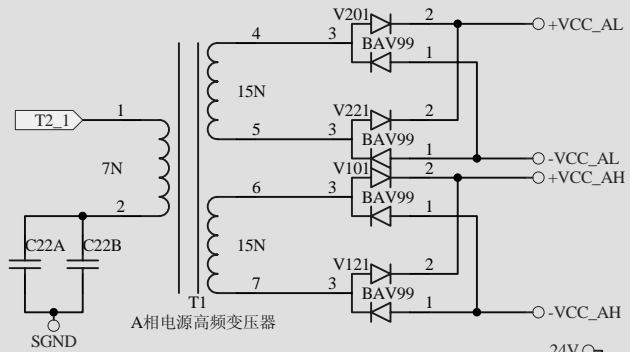 V201 2 +VCC_AL
4 3 BAV99
1
15N
T2_1 1
V221 2
5 3 BAV99
1 -VCC_AL
7N
V101 2 +VCC_AH
6 3 BAV99
2 1
C22A C22B
15N
V121 2
7 3 BAV99
T1 1 -VCC_AH
A相电源高频变压器
SGND
24V